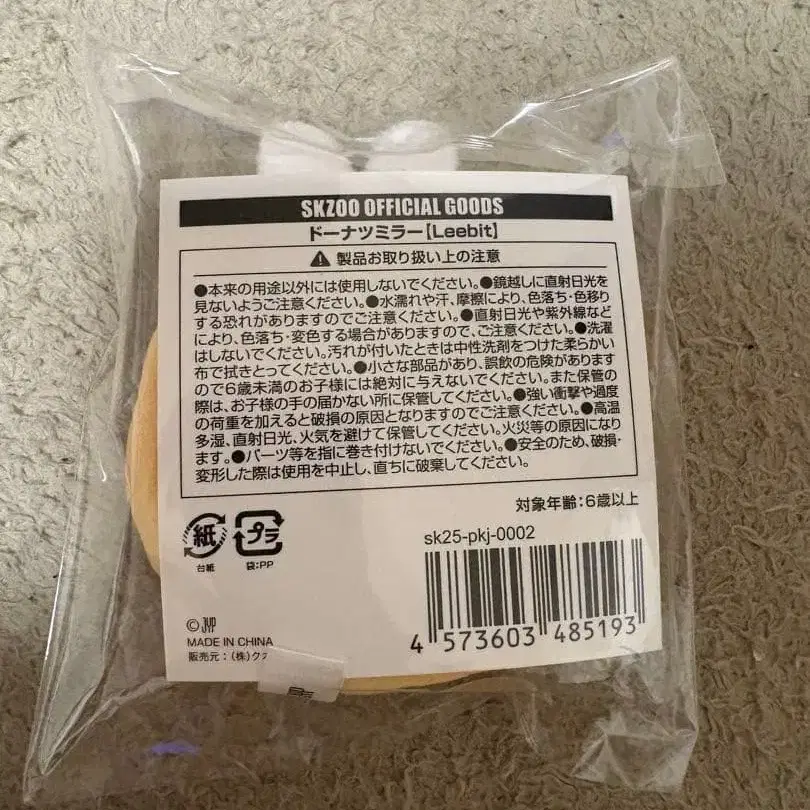 SKZOO OFFICIAL GOODS
ドーナツミラー【Leebit】
製品お取り扱い上の注意
●本来の用途以外には使用しないでください。●鏡越しに直射日光を
見ないようご注意ください。●水濡れや汗、摩擦により、色落ち・色移り
する恐れがありますのでご注意ください。●直射日光や紫外線など
により、色落ち・変色する場合がありますので、ご注意ください。●洗濯
はしないでください。汚れが付いたときは中性洗剤をつけた柔らかい
布で拭きとってください。●小さな部品があり、誤飲の危険があります
ので6歳未満のお子様には絶対に与えないでください。また保管の
際は、お子様の手の届かない所に保管してください。●強い衝撃や過度
の荷重を加えると破損の原因となりますのでご注意ください。●高温
多湿、直射日光、火気を避けて保管してください。火災等の原因になり
ます。●パーツ等を指に巻き付けないでください。●安全のため、破損・
変形した際は使用を中止し、直ちに破棄してください。
対象年齢:6歳以上
紙
台紙
プラ
袋:PP
sk25-pkj-0002
4 573603 485193
© JYP
MADE IN CHINA
販売元:(株)ク